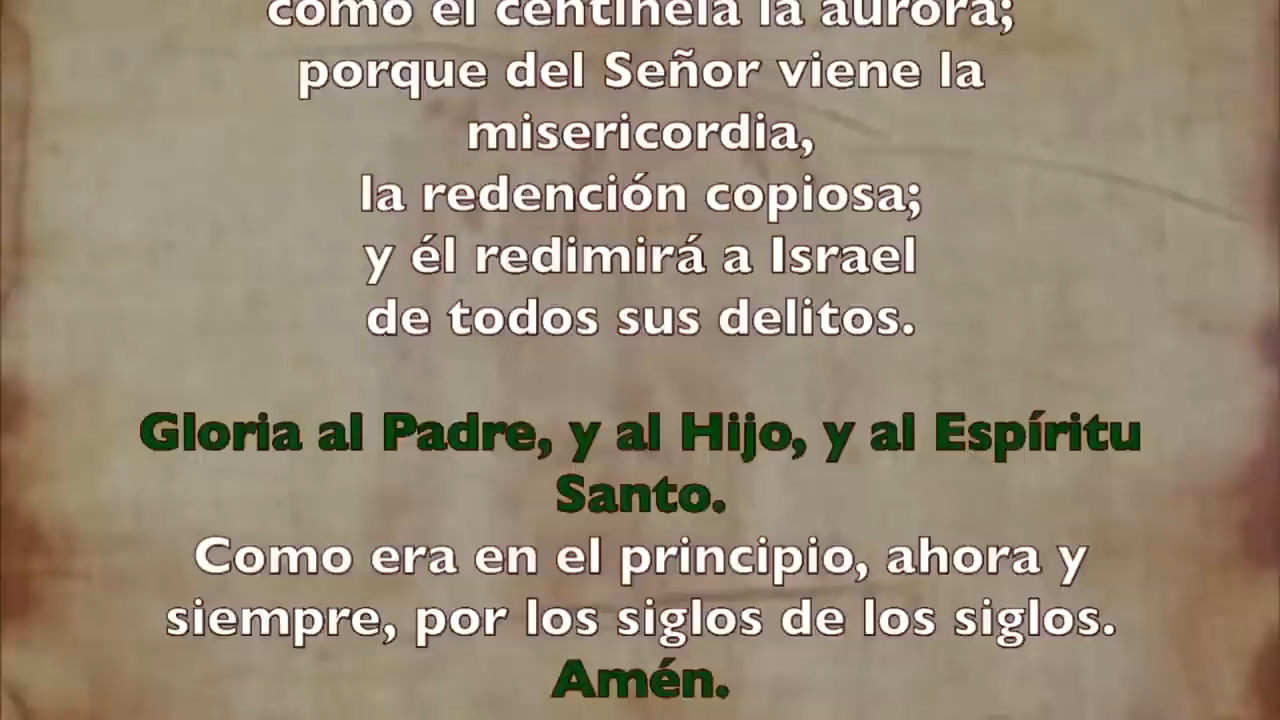 como el centinela la aurora;
porque del Señor viene la
misericordia,
la redención copiosa;
y él redimirá a Israel
de todos sus delitos.
Gloria al Padre, y al Hijo, y al Espíritu
Santo.
Como era en el principio, ahora y
siempre, por los siglos de los siglos.
Amén.